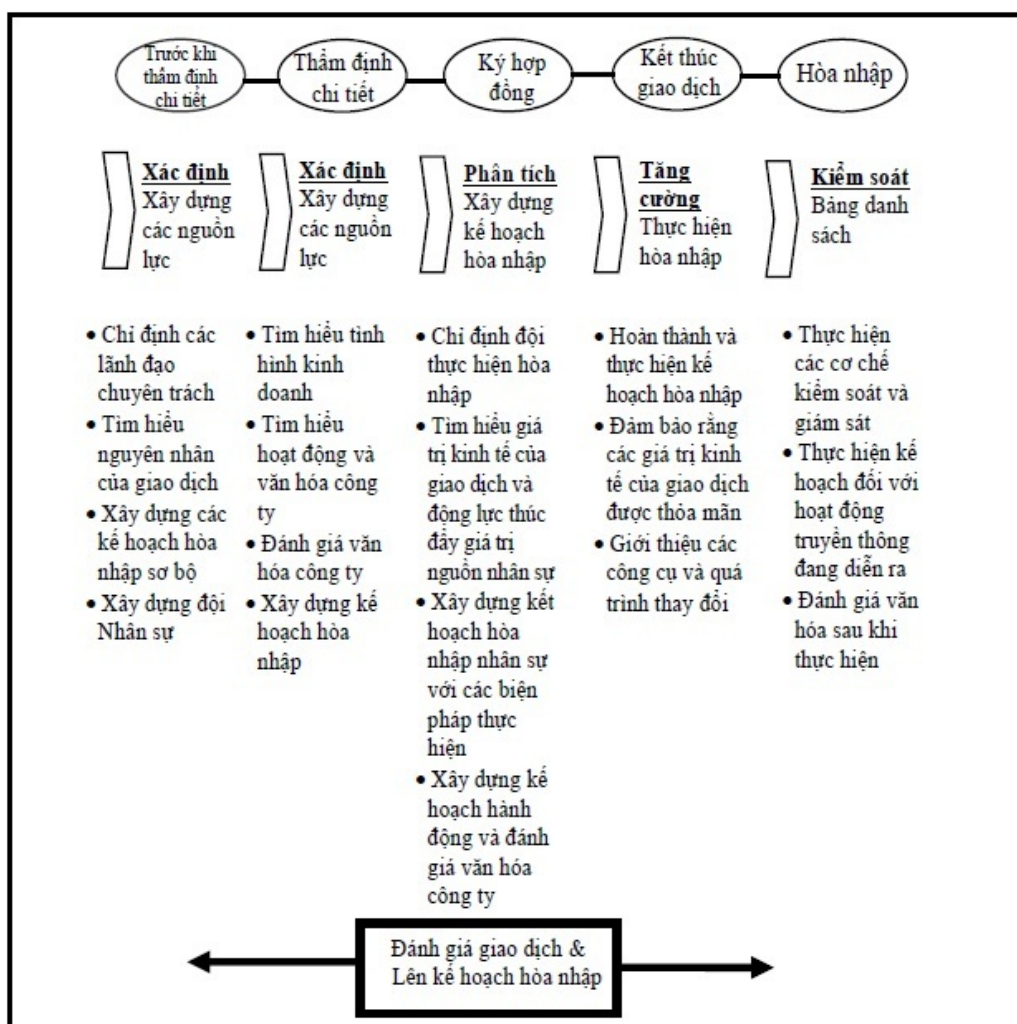 Trước khi
thẩm định
chi tiết
Thẩm định
chi tiết
Ký hợp
đồng
Kết thúc
giao dịch
Hòa nhập
Xác định
Xây dựng
các nguồn
lực
Xác định
Xây dựng
các nguồn
lực
Phân tích
Xây dựng
kế hoạch
hòa nhập
Tăng
cường
Thực hiện
hòa nhập
Kiểm soát
Bảng danh
sách
• Chỉ định các
lãnh đạo
chuyên trách
• Tìm hiểu
nguyên nhân
của giao dịch
• Xây dựng các
kế hoạch hòa
nhập sơ bộ
• Xây dựng đội
Nhân sự
• Tìm hiểu tình
hình kinh
doanh
• Tìm hiểu
hoạt động và
văn hóa công
ty
• Đánh giá văn
hóa công ty
• Xây dựng kế
hoạch hòa
nhập
• Chỉ định đội
thực hiện hòa
nhập
• Tìm hiểu giá
trị kinh tế của
giao dịch và
động lực thúc
đẩy giá trị
nguồn nhân sự
• Xây dựng kết
hoạch hòa
nhập nhân sự
với các biện
pháp thực
hiện
• Xây dựng kế
hoạch hành
động và đánh
giá văn hóa
công ty
• Hoàn thành và
thực hiện kế
hoạch hòa nhập
• Đảm bảo rằng
các giá trị kinh
tế của giao dịch
được thỏa mãn
• Giới thiệu các
công cụ và quá
trình thay đổi
• Thực hiện
các cơ chế
kiểm soát và
giám sát
• Thực hiện kế
hoạch đối với
hoạt động
truyền thông
đang diễn ra
• Đánh giá văn
hóa sau khi
thực hiện
Đánh giá giao dịch &
Lên kế hoạch hòa nhập